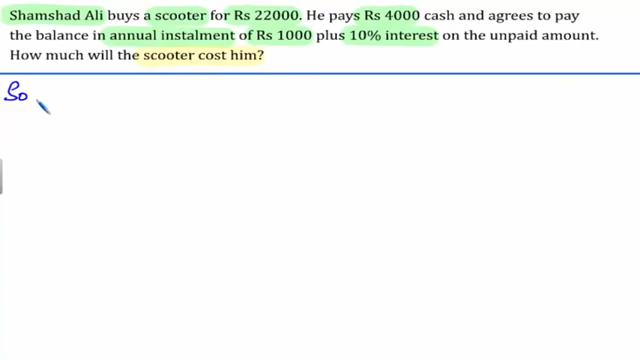 Shamshad Ali buys a scooter for Rs 22000. He pays Rs 4000 cash and agrees to pay
the balance in annual instalment of Rs 1000 plus 10% interest on the unpaid amount.
How much will the scooter cost him?
So